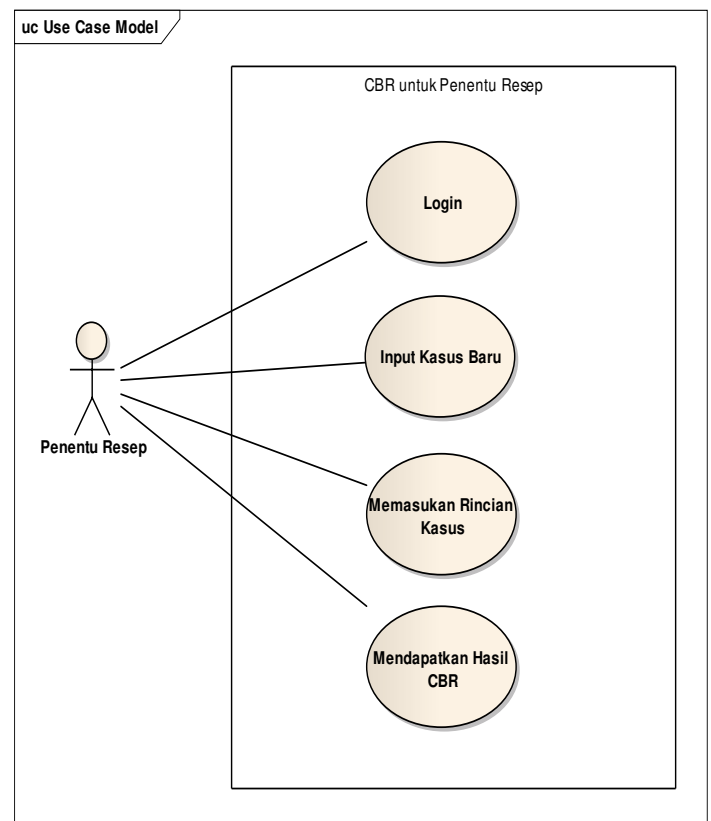 uc Use Case Model
CBR untuk Penentu Resep
Login
Input Kasus Baru
Penentu Resep
Memasukan Rincian
Kasus
Mendapatkan Hasil
CBR